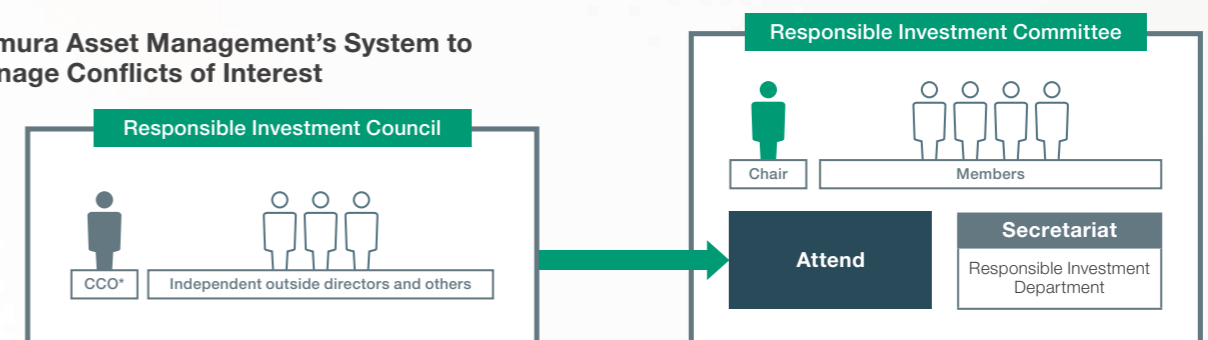 mura Asset Management’s System to
nage Conflicts of Interest
Responsible Investment Council
CCO*
Independent outside directors and others
Responsible Investment Committee
Chair
Members
Attend
Secretariat
Responsible Investment
Department